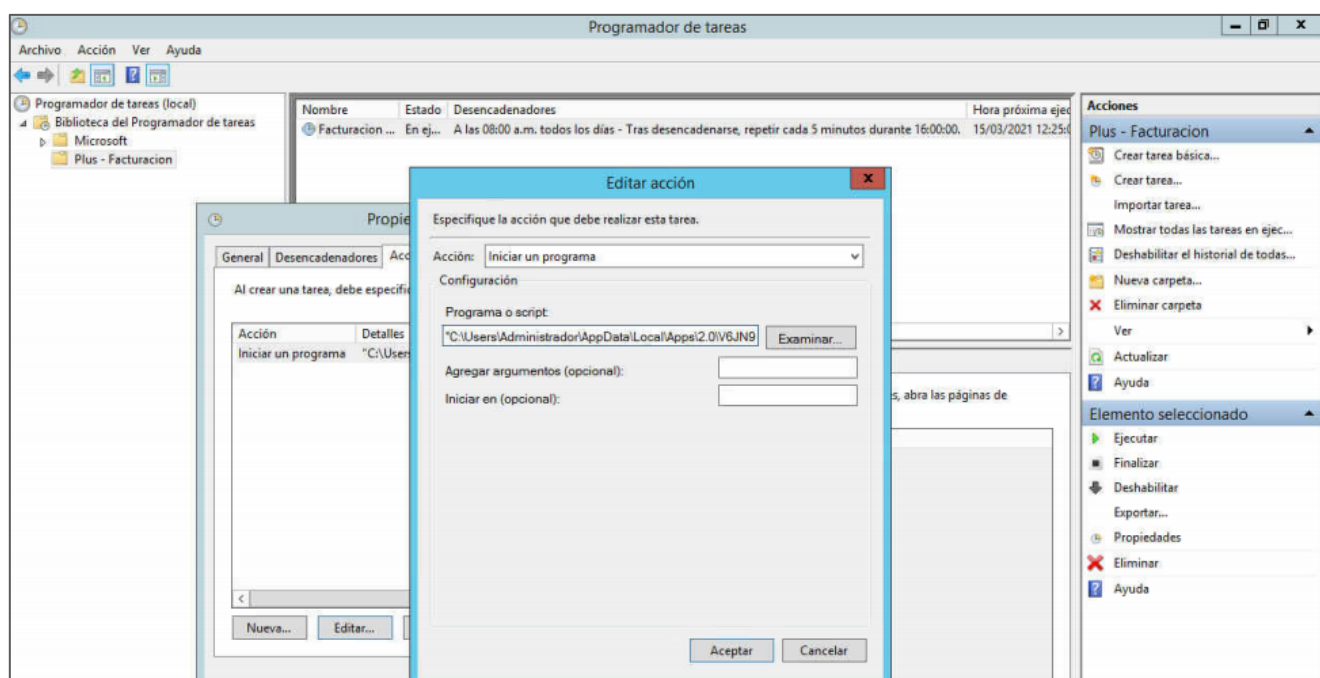 Programador de tareas
Archivo Acción Ver Ayuda
Programador de tareas (local)
Biblioteca del Programador de tareas
Microsoft
Plus - Facturacion
Nombre Estado Desencadenadores Hora próxima ejec
Facturacion ... En ej... A las 08:00 a.m. todos los días - Tras desencadenarse, repetir cada 5 minutos durante 16:00:00. 15/03/2021 12:25:0
Propie
General Desencadenadores Acc
Al crear una tarea, debe especific
Acción Detalles
Iniciar un programa "C:\User
Nueva... Editar...
Editar acción
x
Especifique la acción que debe realizar esta tarea.
Acción: Iniciar un programa
Configuración
Programa o script:
"C:\Users\Administrador\AppData\Local\Apps\2.0\V6JN9 Examinar...
Agregar argumentos (opcional):
Iniciar en (opcional):
Aceptar Cancelar
s, abra las páginas de
Acciones
Plus - Facturacion
Crear tarea básica...
Crear tarea...
Importar tarea...
Mostrar todas las tareas en ejec...
Deshabilitar el historial de todas...
Nueva carpeta...
Eliminar carpeta
Ver
Actualizar
Ayuda
Elemento seleccionado
Ejecutar
Finalizar
Deshabilitar
Exportar...
Propiedades
Eliminar
Ayuda